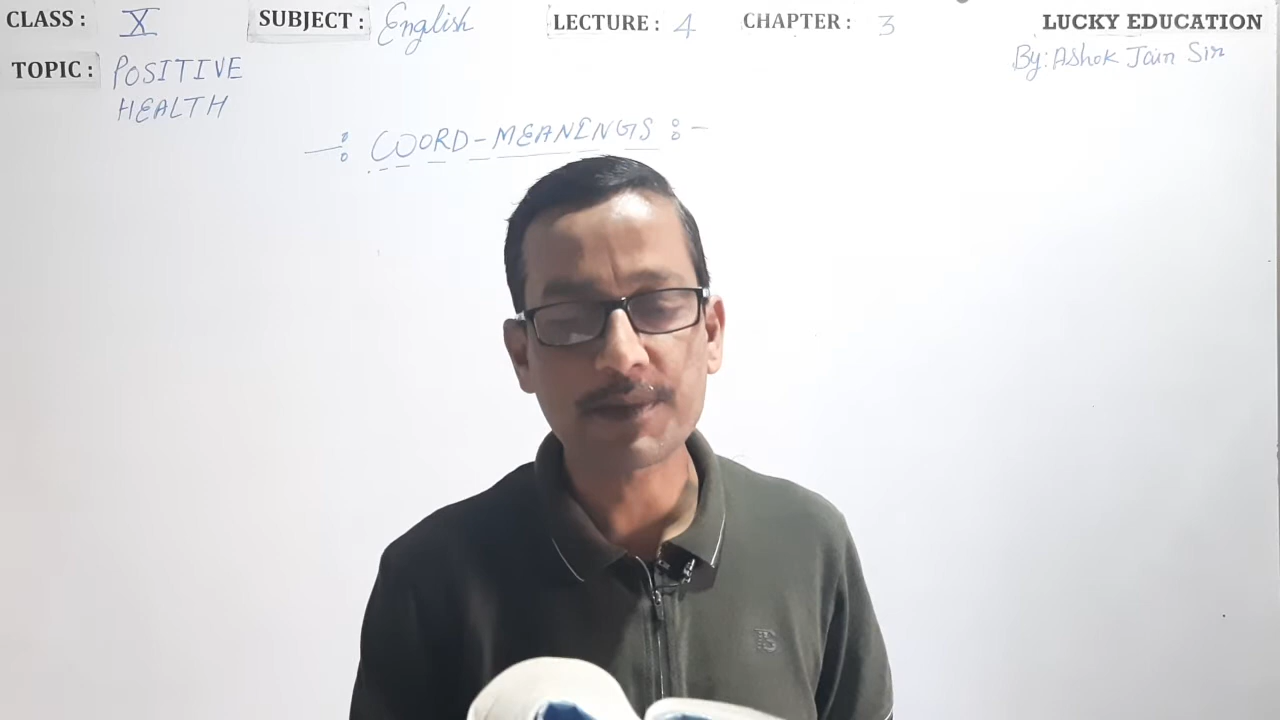 CLASS : X SUBJECT : English LECTURE : 4 CHAPTER : 3 LUCKY EDUCATION
TOPIC : POSITIVE By: Ashok Jain Sir
HEALTH
—: WORD-MEANINGS :-